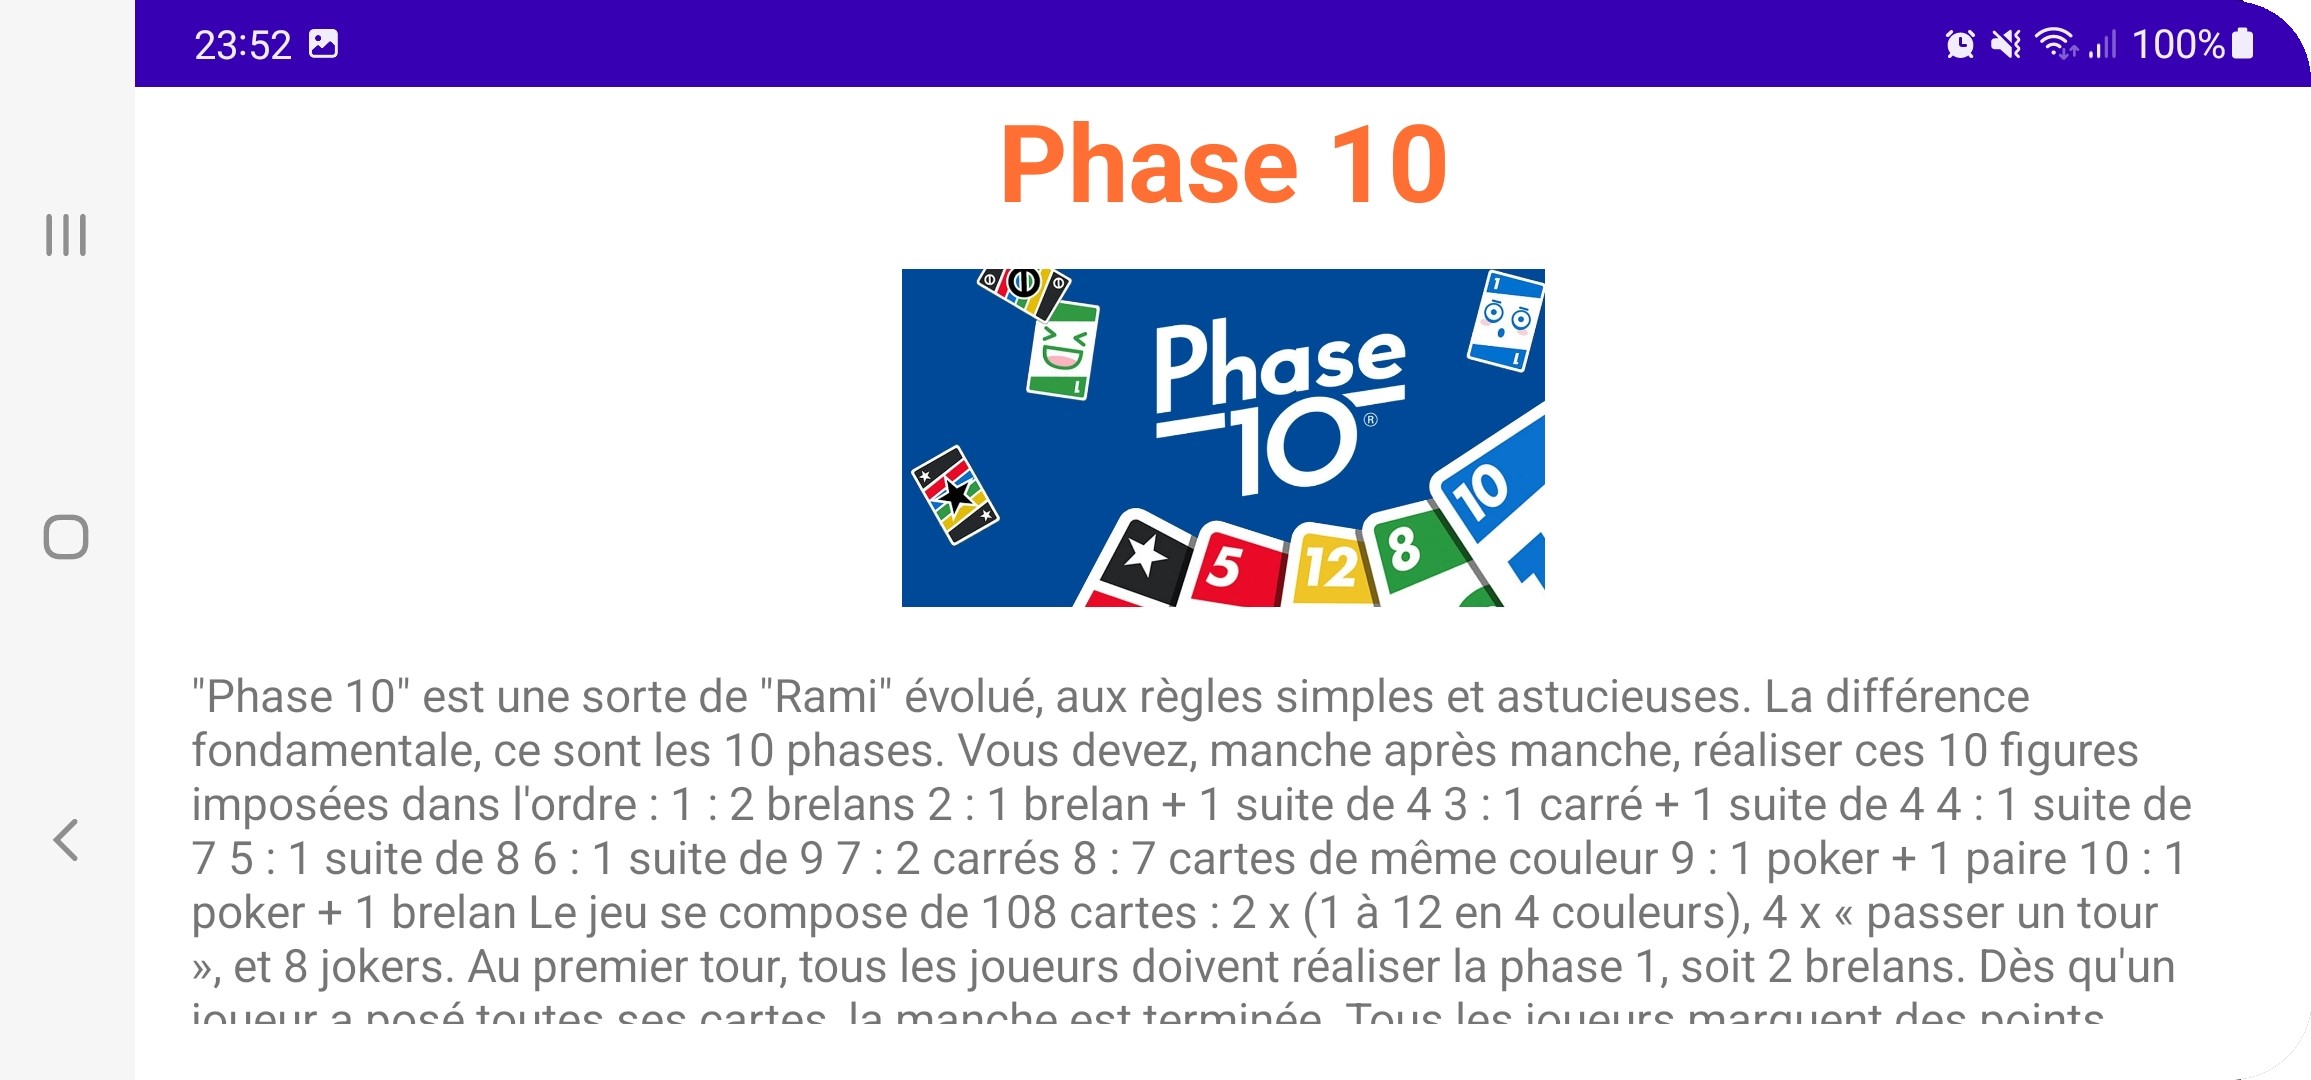 23:52
100%
Phase 10
1
Phase
10®
1
1
10
5
12
8
"Phase 10" est une sorte de "Rami" évolué, aux règles simples et astucieuses. La différence
fondamentale, ce sont les 10 phases. Vous devez, manche après manche, réaliser ces 10 figures
imposées dans l'ordre : 1 : 2 brelans 2 : 1 brelan + 1 suite de 4 3 : 1 carré + 1 suite de 4 4 : 1 suite de
7 5 : 1 suite de 8 6 : 1 suite de 9 7 : 2 carrés 8 : 7 cartes de même couleur 9 : 1 poker + 1 paire 10 : 1
poker + 1 brelan Le jeu se compose de 108 cartes : 2 x (1 à 12 en 4 couleurs), 4 x « passer un tour
», et 8 jokers. Au premier tour, tous les joueurs doivent réaliser la phase 1, soit 2 brelans. Dès qu'un
joueur a posé toutes ses cartes, la manche est terminée. Tous les joueurs marquent des points